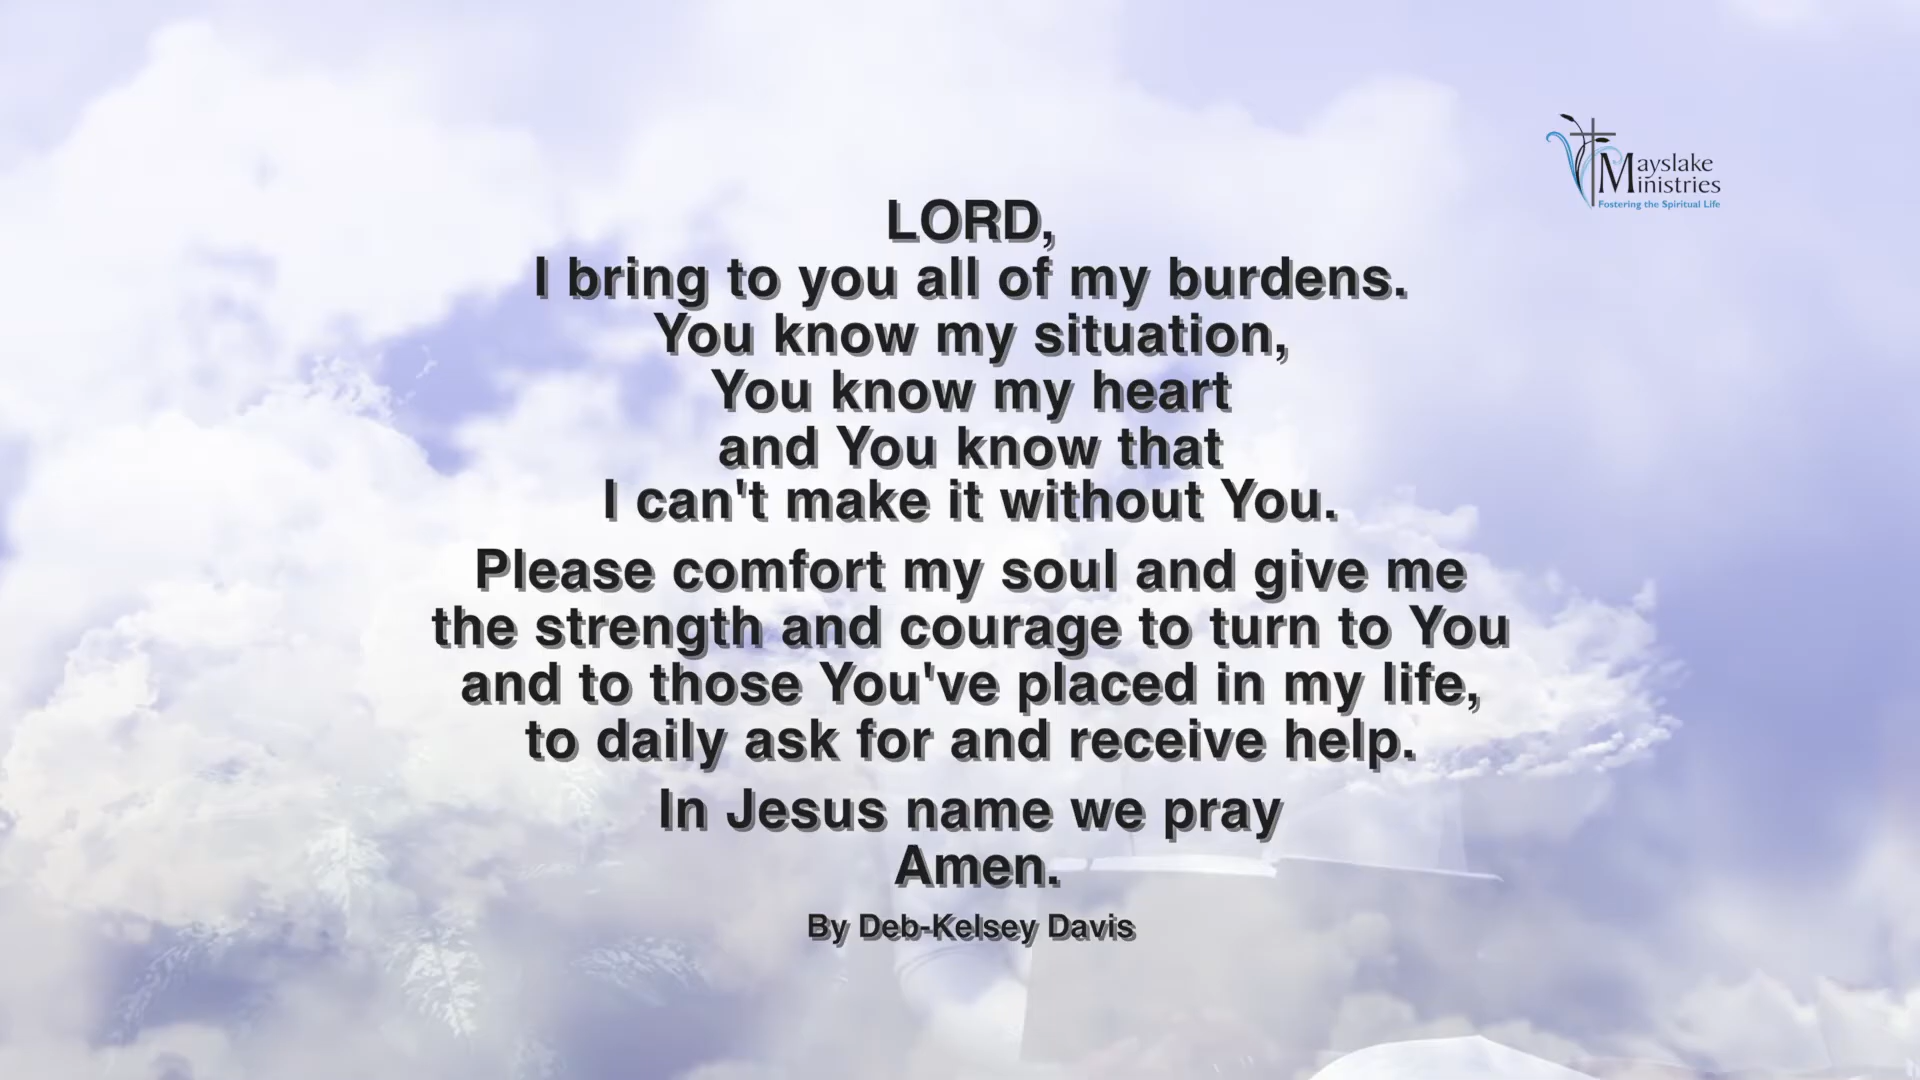 Mayslake
Ministries
Fostering the Spiritual Life
LORD,
I bring to you all of my burdens.
You know my situation,
You know my heart
and You know that
I can't make it without You.
Please comfort my soul and give me
the strength and courage to turn to You
and to those You've placed in my life,
to daily ask for and receive help.
In Jesus name we pray
Amen.
By Deb-Kelsey Davis